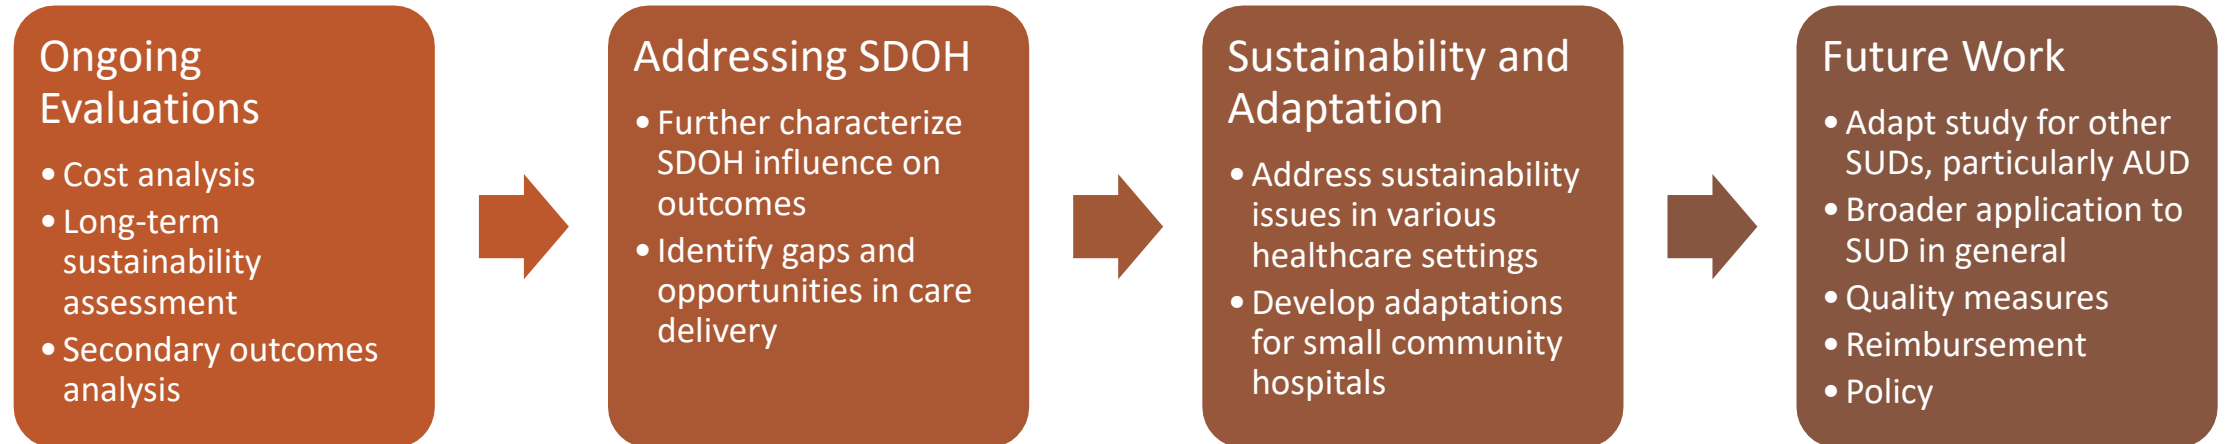 Ongoing
Evaluations
• Cost analysis
• Long-term
sustainability
assessment
• Secondary outcomes
analysis
Addressing SDOH
• Further characterize
SDOH influence on
outcomes
• Identify gaps and
opportunities in care
delivery
Sustainability and
Adaptation
• Address sustainability
issues in various
healthcare settings
• Develop adaptations
for small community
hospitals
Future Work
• Adapt study for other
SUDs, particularly AUD
• Broader application to
SUD in general
• Quality measures
• Reimbursement
• Policy